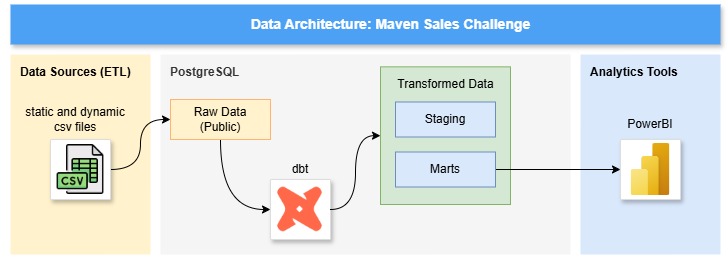 Data Architecture: Maven Sales Challenge
Data Sources (ETL)
static and dynamic
csv files
CSV
PostgreSQL
Raw Data
(Public)
dbt
Transformed Data
Staging
Marts
Analytics Tools
PowerBI